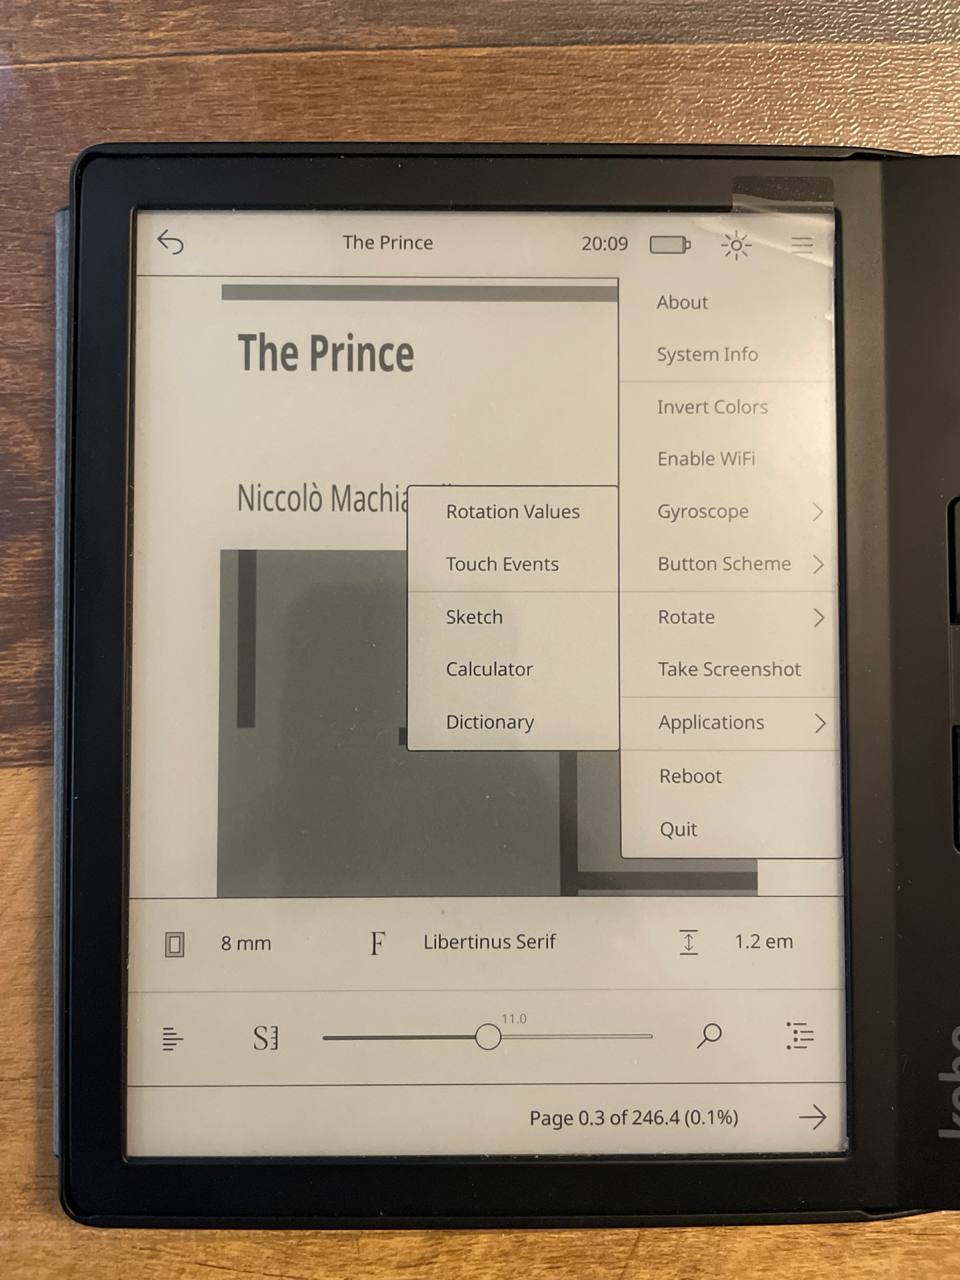 The Prince
20:09
The Prince
Niccolò Machia
About
System Info
Invert Colors
Enable WiFi
Gyroscope
Button Scheme
Rotate
Take Screenshot
Applications
Reboot
Quit
Rotation Values
Touch Events
Sketch
Calculator
Dictionary
8 mm
F
Libertinus Serif
1.2 em
S
11.0
Page 0.3 of 246.4 (0.1%)
kobo